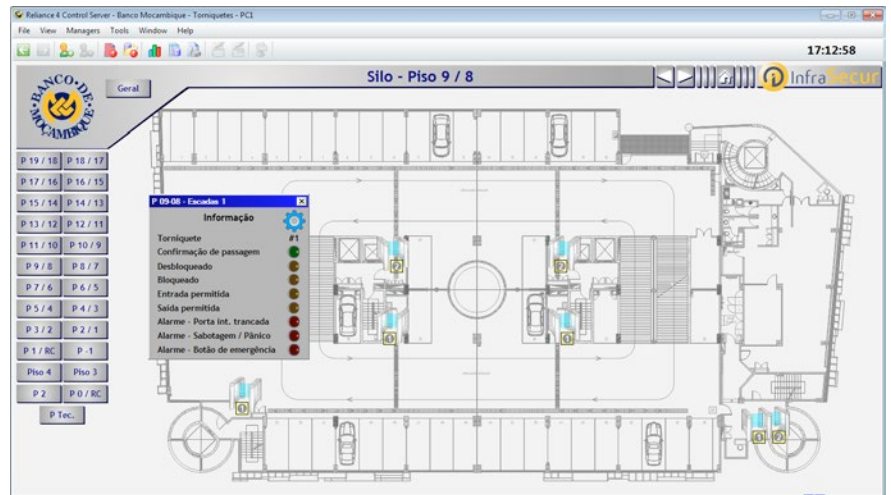 Reliance 4 Control Server - Banco Mocambique - Torniquetes - PC1
File View Managers Tools Window Help
17:12:58
BANCO DE MOÇAMBIQUE
Geral
Silo - Piso 9 / 8
InfraSecur
P 19 / 18 P 18 / 17
P 17 / 16 P 16 / 15
P 15 / 14 P 14 / 13
P 13 / 12 P 12 / 11
P 11 / 10 P 10 / 9
P 9 / 8 P 8 / 7
P 7 / 6 P 6 / 5
P 5 / 4 P 4 / 3
P 3 / 2 P 2 / 1
P 1 / RC P -1
Piso 4 Piso 3
P 2 P 0 / RC
P Tec.
P 09-08 - Escadas 1
Informação
Torniquete #1
Confirmação de passagem
Desbloqueado
Bloqueado
Entrada permitida
Saída permitida
Alarme - Porta int. trancada
Alarme - Sabotagem / Pânico
Alarme - Botão de emergência